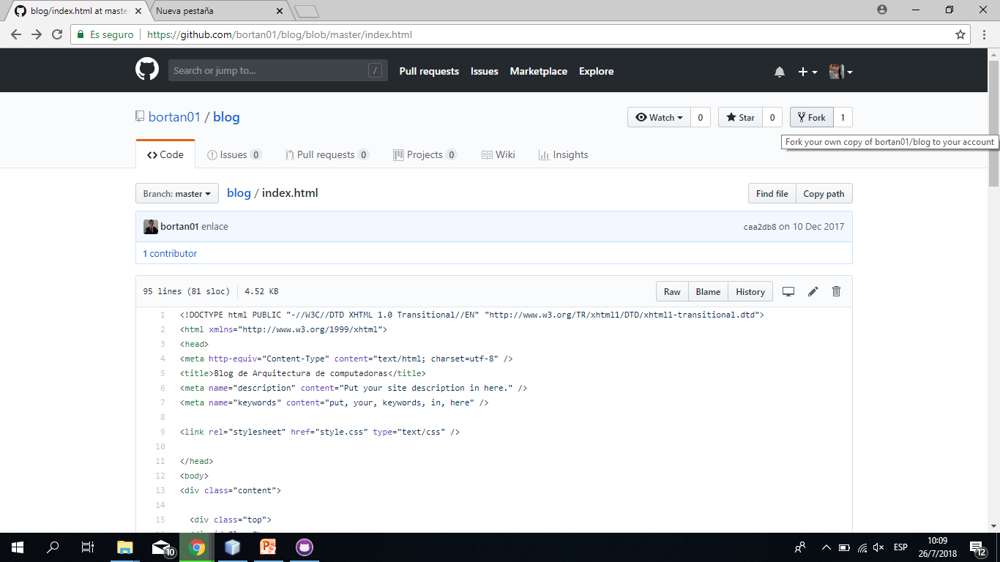 blog/index.html at maste
Nueva pestaña
Es seguro
https://github.com/bortan01/blog/blob/master/index.html
Search or jump to...
/
Pull requests Issues Marketplace Explore
bortan01 / blog
Watch 0 Star 0 Fork 1
Fork your own copy of bortan01/blog to your account
Code Issues 0 Pull requests 0 Projects 0 Wiki Insights
Branch: master blog / index.html Find file Copy path
bortan01 enlace caa2db8 on 10 Dec 2017
1 contributor
95 lines (81 sloc) 4.52 KB Raw Blame History
1 <!DOCTYPE html PUBLIC "-//W3C//DTD XHTML 1.0 Transitional//EN" "http://www.w3.org/TR/xhtml1/DTD/xhtml1-transitional.dtd">
2 <html xmlns="http://www.w3.org/1999/xhtml">
3 <head>
4 <meta http-equiv="Content-Type" content="text/html; charset=utf-8" />
5 <title>Blog de Arquitectura de computadoras</title>
6 <meta name="description" content="Put your site description in here." />
7 <meta name="keywords" content="put, your, keywords, in, here" />
8
9 <link rel="stylesheet" href="style.css" type="text/css" />
10
11 </head>
12 <body>
13 <div class="content">
14
15 <div class="top">
10
ESP
10:09
26/7/2018
12